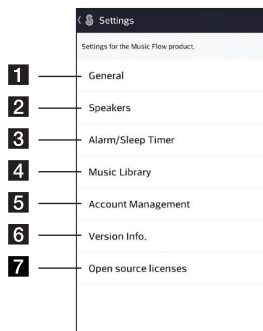 Settings
Settings for the Music Flow product.
1 General
2 Speakers
3 Alarm/Sleep Timer
4 Music Library
5 Account Management
6 Version Info.
7 Open source licenses